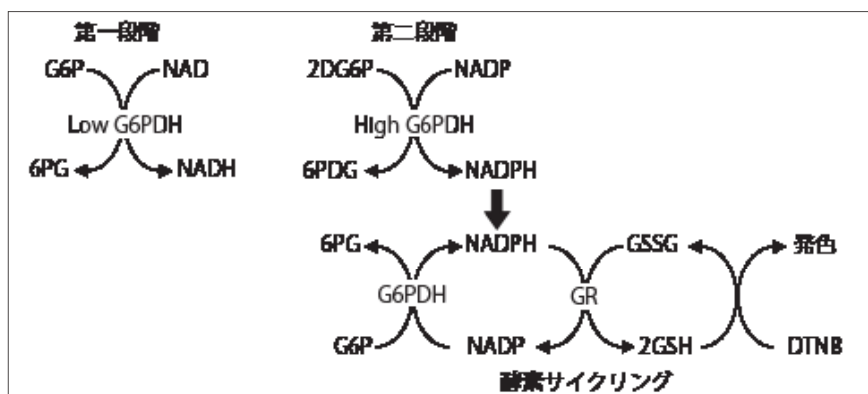 第一段階 第二段階
G6P NAD 2DG6P NADP
Low G6PDH High G6PDH
6PG NADH 6PDG NADPH
6PG NADPH GSSG 発色
G6PDH GR
G6P NADP 2GSH DTNB
酵素サイクリング